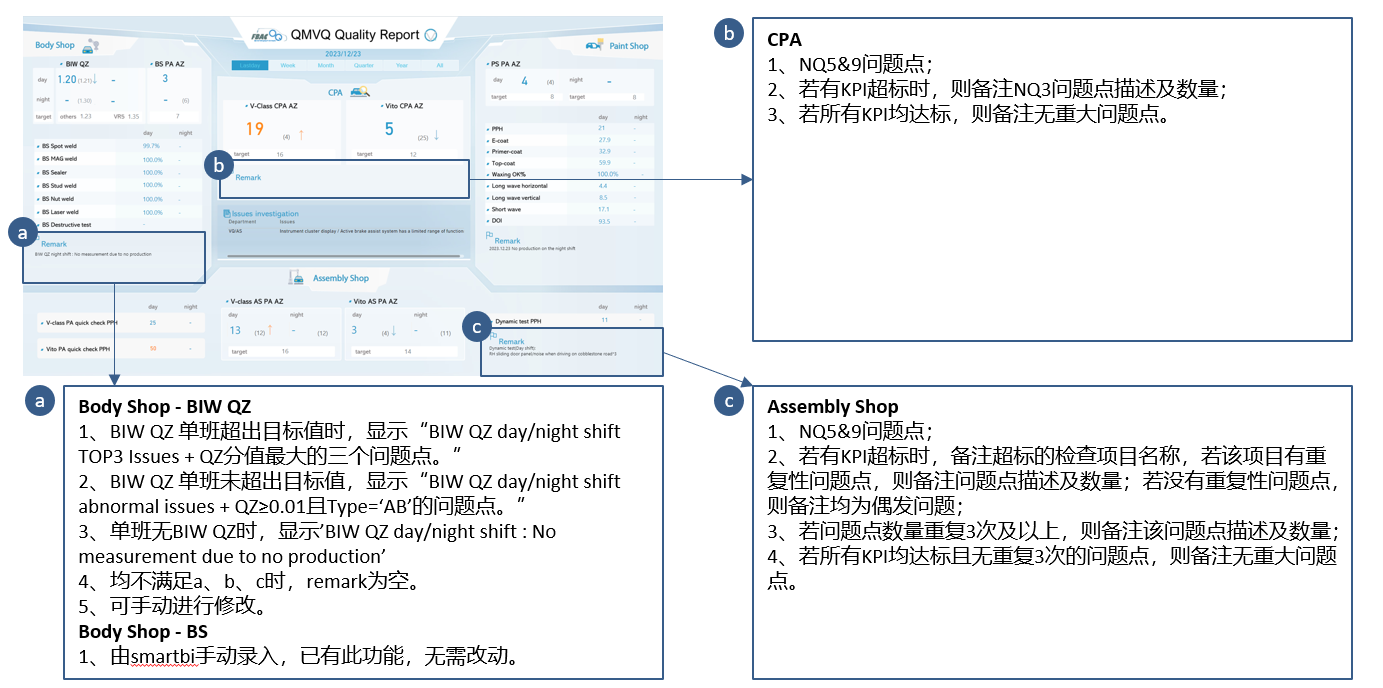 QMVQ Quality Report
2023/12/23
Week Month Quarter Year All
Body Shop
BIW QZ
BS PA AZ
day 1.20 (1.21)↓ - 3
night - (1.30) - - (6)
target others 1.23 VRS 1.35 7
day night
BS Spot weld 99.7% -
BS MAG weld 100.0% -
BS Sealer 100.0% -
BS Stud weld 100.0% -
BS Nut weld 100.0% -
BS Laser weld 100.0% -
BS Destructive test -
a
Remark
BIW QZ night shift : No measurement due to no production
CPA
V-Class CPA AZ
19 (4) ↑
target 16
Vito CPA AZ
5 (25) ↓
target 12
b
Remark
Issues investigation
Department Issues
VG/AS Instrument cluster display / Active brake assist system has a limited range of function
Paint Shop
PS PA AZ
day 4 (4) night -
target 8 target 8
day night
PPH 21 -
E-coat 27.9 -
Primer-coat 32.9 -
Top-coat 59.9 -
Waxing OK% 100.0% -
Long wave horizontal 4.4 -
Long wave vertical 8.5 -
Short wave 17.1 -
DOI 93.5 -
Remark
2023.12.23 No production on the night shift
Assembly Shop
day night
V-class PA quick check PPH 25 -
Vito PA quick check PPH 52 -
V-class AS PA AZ
day night
13 (12) ↑ - (12)
target 16
Vito AS PA AZ
day night
3 (4) ↓ - (11)
target 14
day night
Dynamic test PPH 11 -
c
Remark
Dynamic test(Day shift):
RH sliding door panel/noise when driving on cobblestone road*3
b
CPA
1、NQ5&9问题点；
2、若有KPI超标时，则备注NQ3问题点描述及数量；
3、若所有KPI均达标，则备注无重大问题点。
a
Body Shop - BIW QZ
1、BIW QZ 单班超出目标值时，显示“BIW QZ day/night shift
TOP3 Issues + QZ分值最大的三个问题点。”
2、BIW QZ 单班未超出目标值，显示“BIW QZ day/night shift
abnormal issues + QZ≥0.01且Type=‘AB’的问题点。”
3、单班无BIW QZ时，显示’BIW QZ day/night shift : No
measurement due to no production’
4、均不满足a、b、c时，remark为空。
5、可手动进行修改。
Body Shop - BS
1、由smartbi手动录入，已有此功能，无需改动。
c
Assembly Shop
1、NQ5&9问题点；
2、若有KPI超标时，备注超标的检查项目名称，若该项目有重
复性问题点，则备注问题点描述及数量；若没有重复性问题点，
则备注均为偶发问题；
3、若问题点数量重复3次及以上，则备注该问题点描述及数量；
4、若所有KPI均达标且无重复3次的问题点，则备注无重大问题
点。